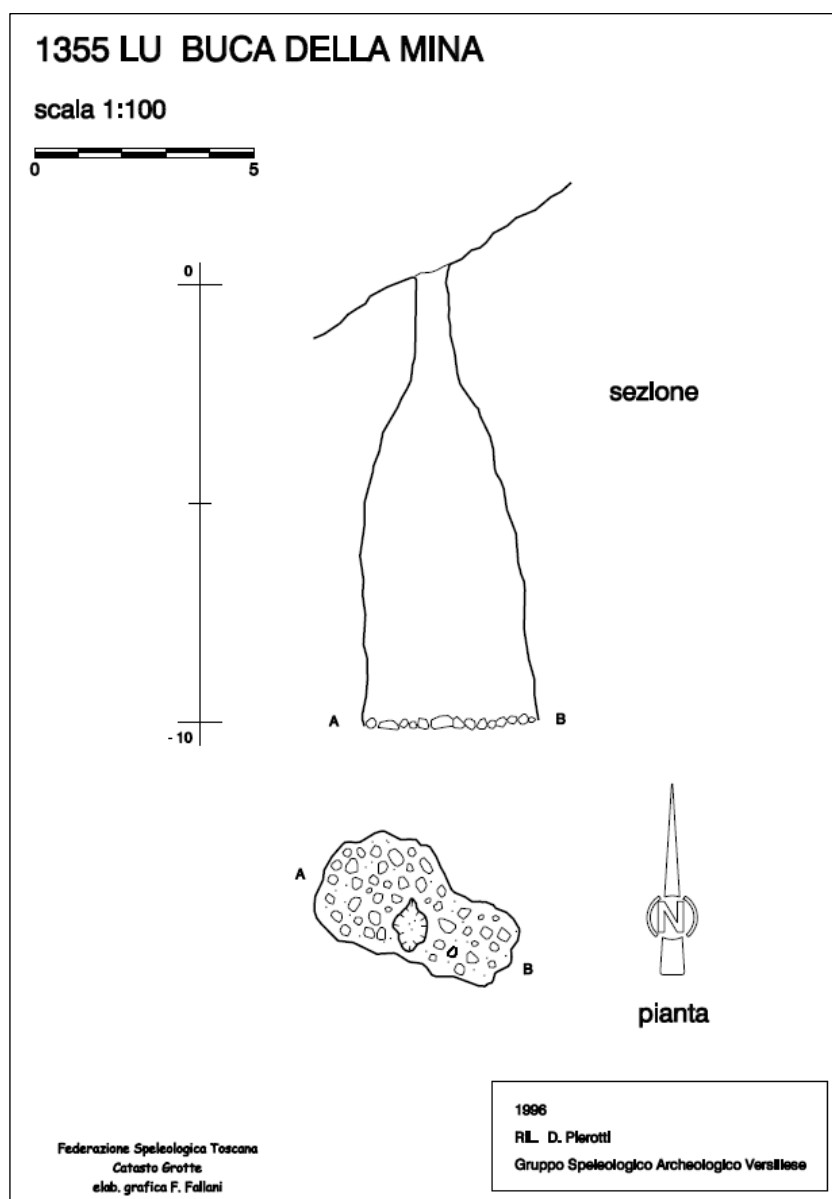 1355 LU BUCA DELLA MINA
scala 1:100
0 5
0
sezione
A B
- 10
A
N
B
pianta
1996
RIL. D. Pierotti
Gruppo Speleologico Archeologico Versiliese
Federazione Speleologica Toscana
Catasto Grotte
elab. grafica F. Fallani